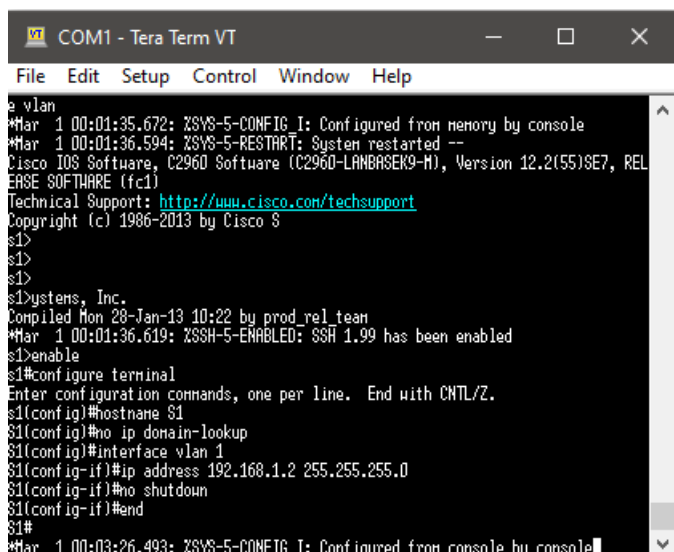 COM1 - Tera Term VT
File Edit Setup Control Window Help
e vlan
*Mar  1 00:01:35.672: %SYS-5-CONFIG_I: Configured from memory by console
*Mar  1 00:01:36.594: %SYS-5-RESTART: System restarted --
Cisco IOS Software, C2960 Software (C2960-LANBASEK9-M), Version 12.2(55)SE7, REL
EASE SOFTWARE (fc1)
Technical Support: http://www.cisco.com/techsupport
Copyright (c) 1986-2013 by Cisco S
s1>
s1>
s1>
s1>ystems, Inc.
Compiled Mon 28-Jan-13 10:22 by prod_rel_team
*Mar  1 00:01:36.619: %SSH-5-ENABLED: SSH 1.99 has been enabled
s1>enable
s1#configure terminal
Enter configuration commands, one per line.  End with CNTL/Z.
s1(config)#hostname S1
S1(config)#no ip domain-lookup
S1(config)#interface vlan 1
S1(config-if)#ip address 192.168.1.2 255.255.255.0
S1(config-if)#no shutdown
S1(config-if)#end
S1#
*Mar  1 00:03:26.493: %SYS-5-CONFIG_I: Configured from console by console